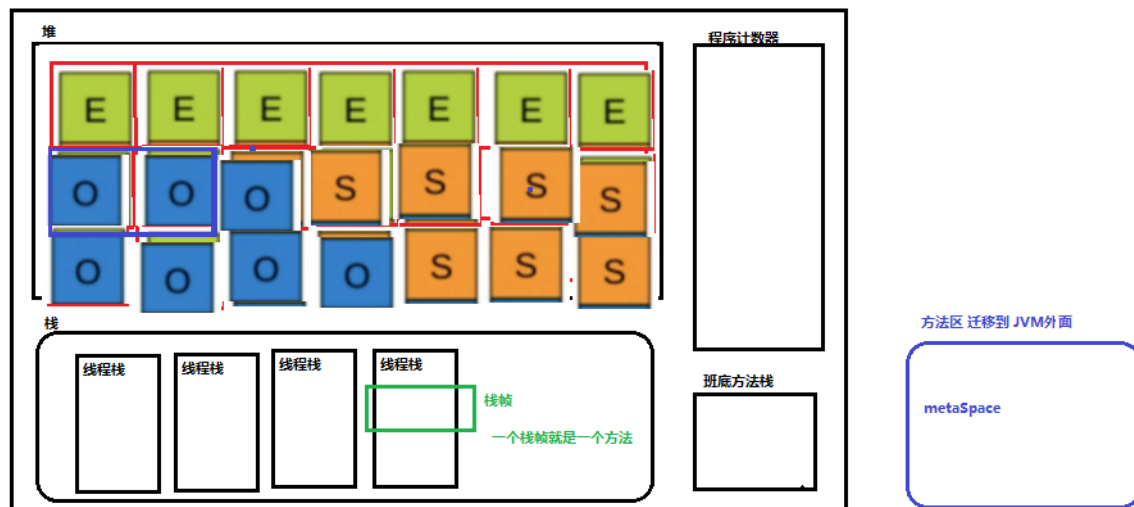 堆
程序计数器
E E E E E E E
O O O S S S S
O O O O S S S
栈
线程栈 线程栈 线程栈 线程栈
栈帧
一个栈帧就是一个方法
班底方法栈
方法区 迁移到 JVM外面
metaSpace